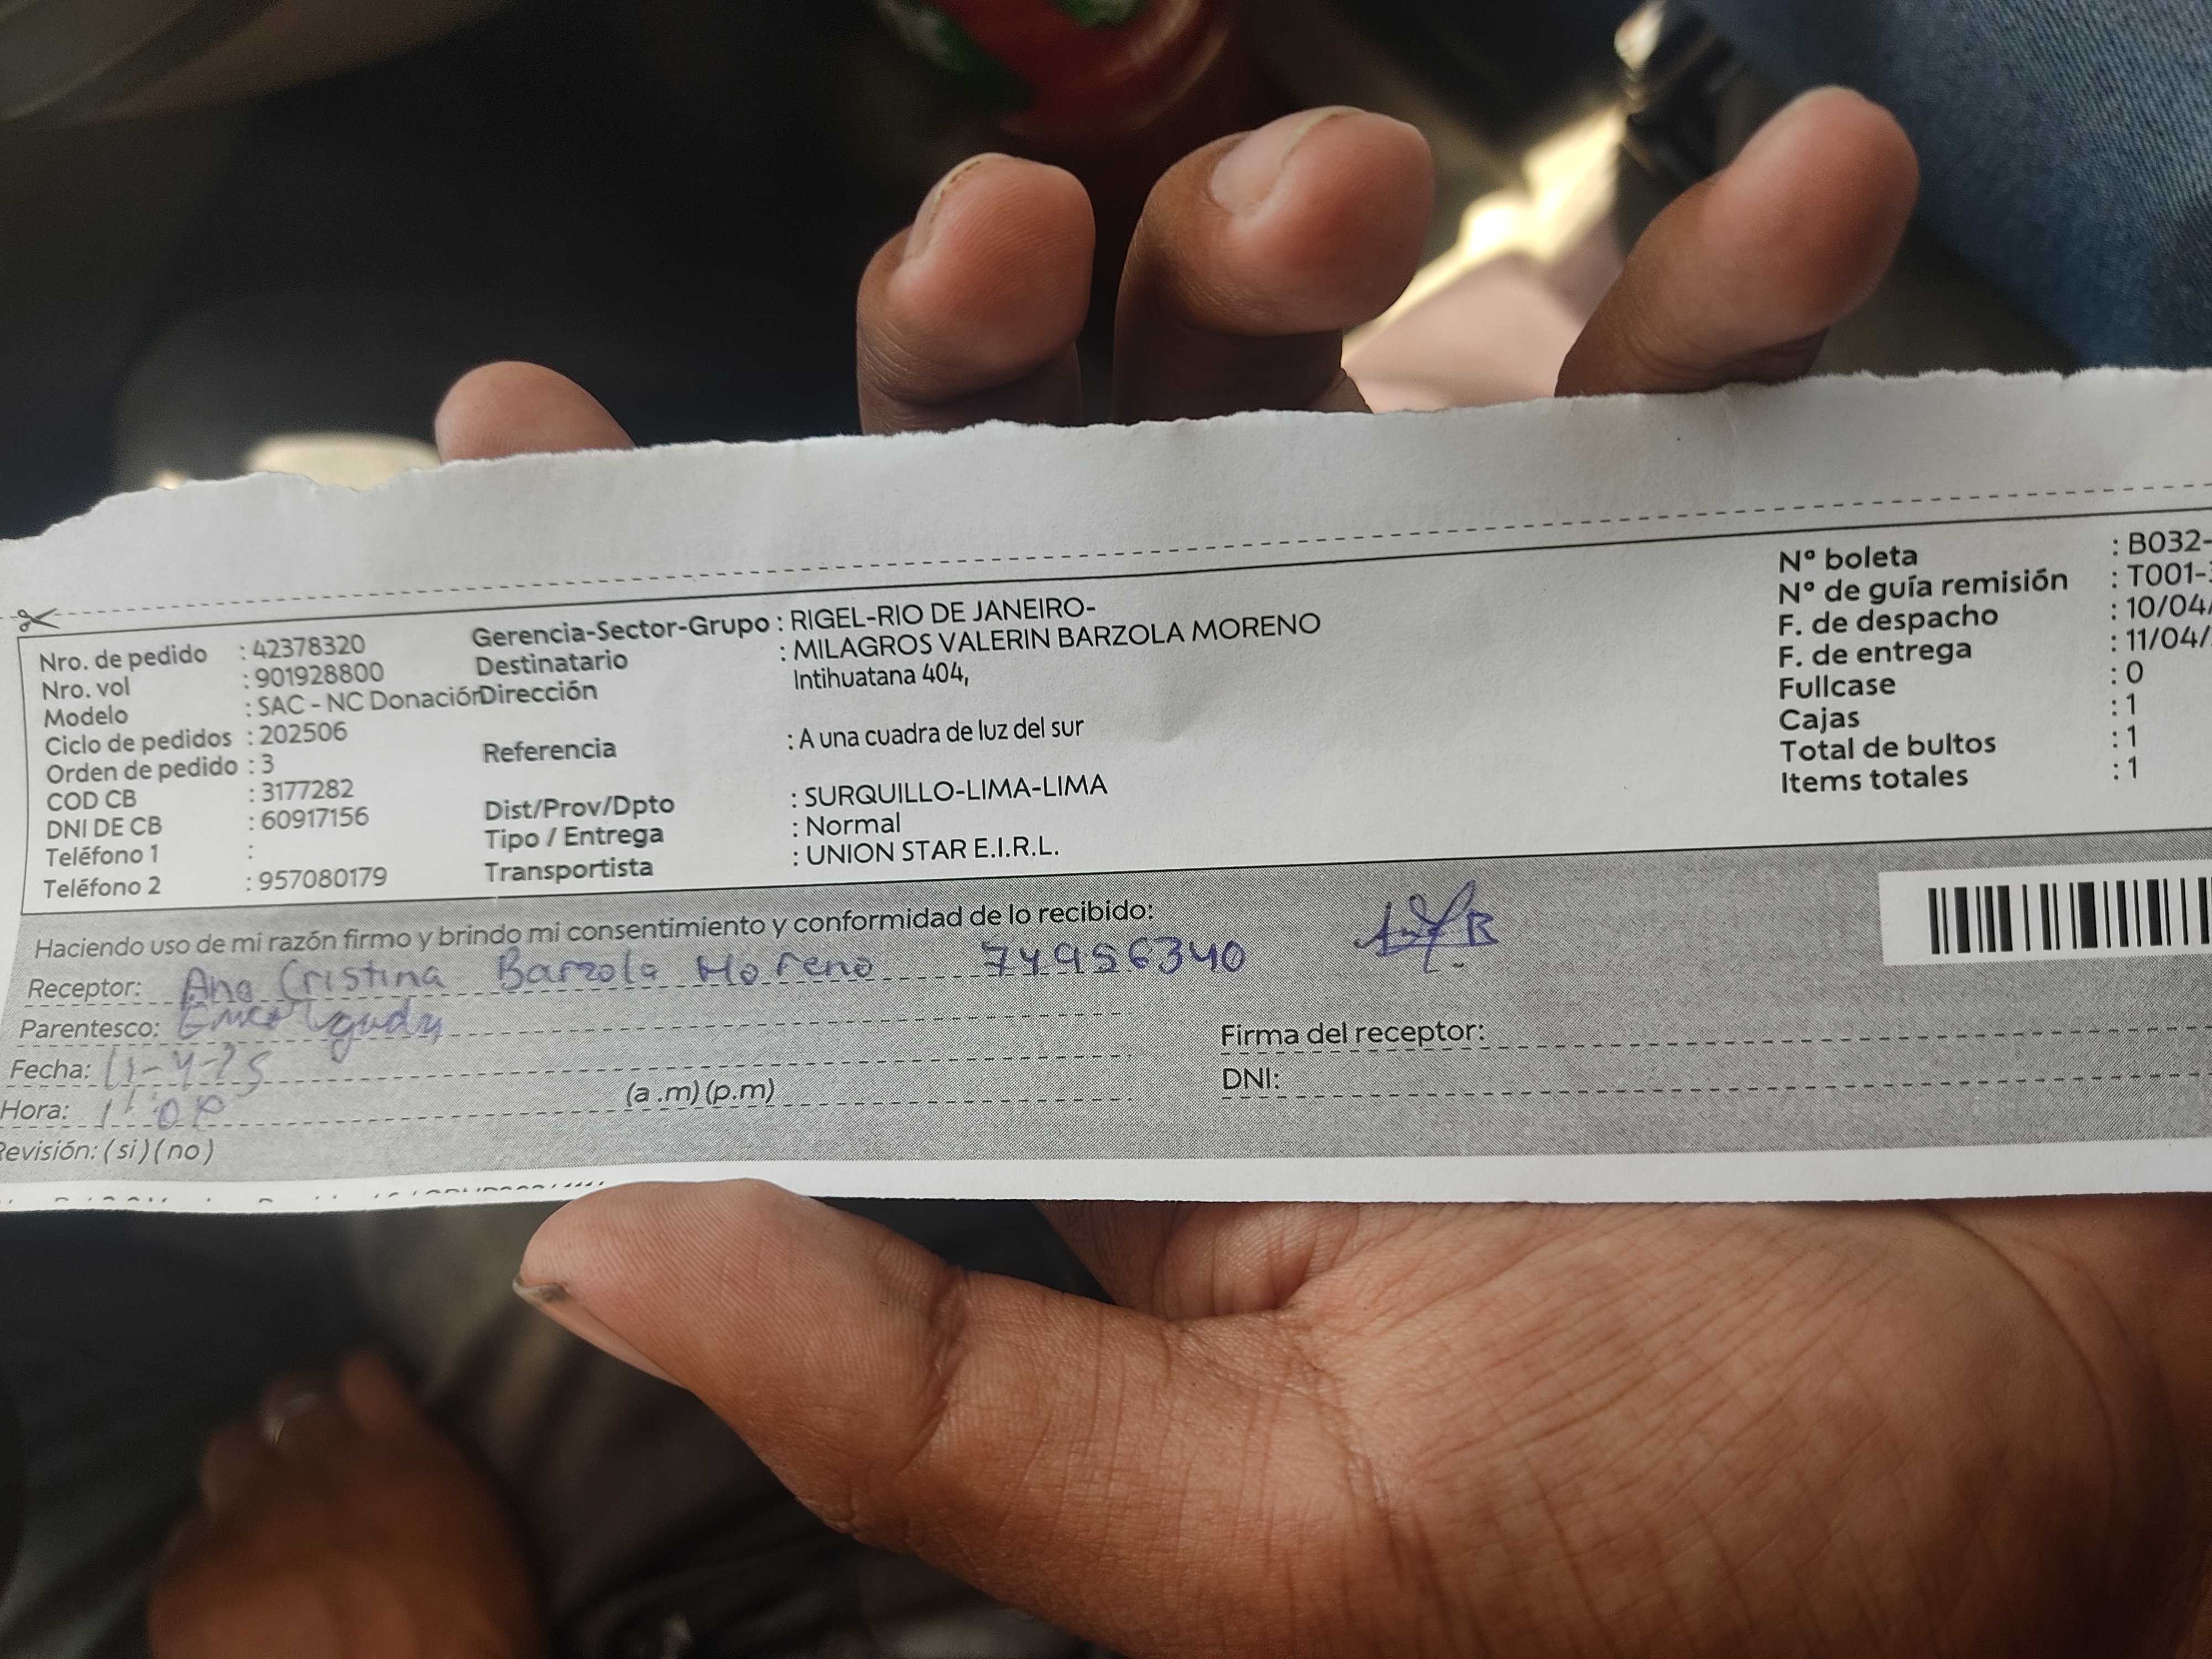 Nro. de pedido : 42378320
Nro. vol : 901928800
Modelo : SAC - NC Donación
Ciclo de pedidos : 202506
Orden de pedido : 3
COD CB : 3177282
DNI DE CB : 60917156
Teléfono 1 :
Teléfono 2 : 957080179
Gerencia-Sector-Grupo : RIGEL-RIO DE JANEIRO-
Destinatario : MILAGROS VALERIN BARZOLA MORENO
Dirección Intihuatana 404,
Referencia : A una cuadra de luz del sur
Dist/Prov/Dpto : SURQUILLO-LIMA-LIMA
Tipo / Entrega : Normal
Transportista : UNION STAR E.I.R.L.
N° boleta : B032-
N° de guía remisión : T001-
F. de despacho : 10/04/
F. de entrega : 11/04/
Fullcase : 0
Cajas : 1
Total de bultos : 1
Items totales : 1
Haciendo uso de mi razón firmo y brindo mi consentimiento y conformidad de lo recibido:
Receptor: Ana Cristina Barzola Moreno 74956340
Parentesco:
Fecha: 11-4-25
Hora: (a .m) (p.m)
Revisión: (si) (no)
Firma del receptor:
DNI: